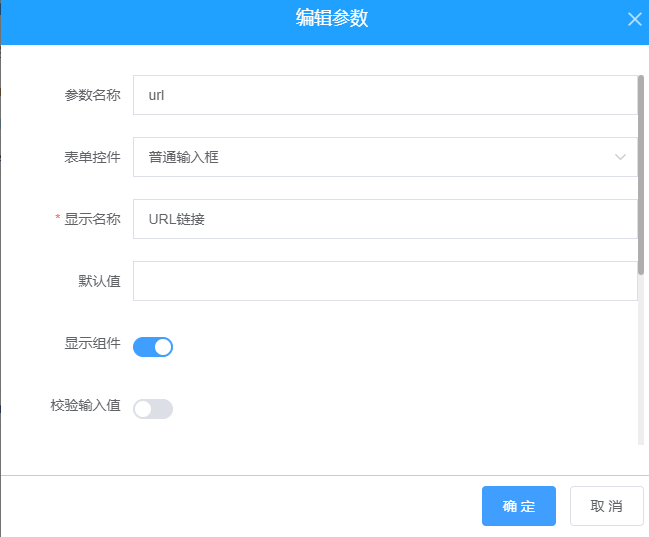 编辑参数
参数名称 url
表单控件 普通输入框
* 显示名称 URL链接
默认值
显示组件
校验输入值
确 定 取 消